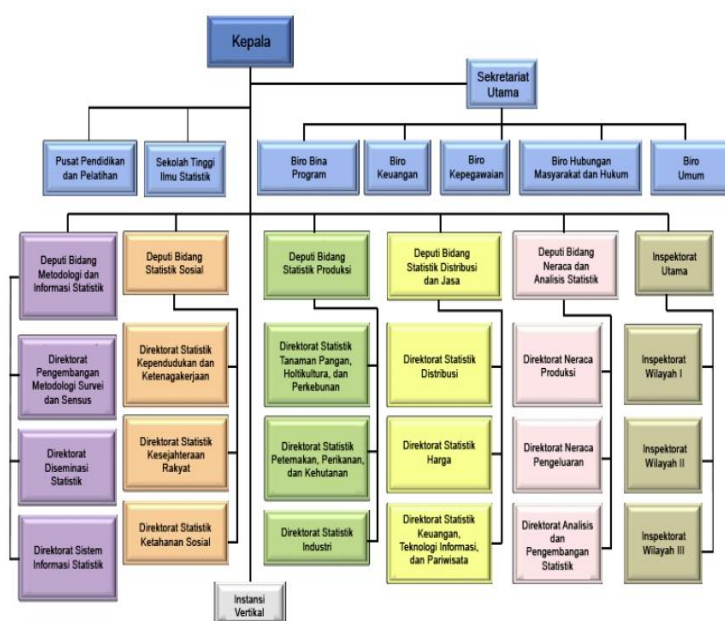 Kepala
Sekretariat
Utama
Pusat Pendidikan
dan Pelatihan
Sekolah Tinggi
Ilmu Statistik
Biro Bina
Program
Biro
Keuangan
Biro
Kepegawaian
Biro Hubungan
Masyarakat dan Hukum
Biro
Umum
Deputi Bidang
Metodologi dan
Informasi Statistik
Deputi Bidang
Statistik Sosial
Deputi Bidang
Statistik Produksi
Deputi Bidang
Statistik Distribusi
dan Jasa
Deputi Bidang
Neraca dan
Analisis Statistik
Inspektorat
Utama
Direktorat
Pengembangan
Metodologi Survei
dan Sensus
Direktorat Statistik
Kependudukan dan
Ketenagakerjaan
Direktorat Statistik
Tanaman Pangan,
Holtikultura, dan
Perkebunan
Direktorat Statistik
Distribusi
Direktorat Neraca
Produksi
Inspektorat
Wilayah I
Direktorat
Diseminasi
Statistik
Direktorat Statistik
Kesejahteraan
Rakyat
Direktorat Statistik
Peternakan, Perikanan,
dan Kehutanan
Direktorat Statistik
Harga
Direktorat Neraca
Pengeluaran
Inspektorat
Wilayah II
Direktorat Sistem
Informasi Statistik
Direktorat Statistik
Ketahanan Sosial
Direktorat Statistik
Industri
Direktorat Statistik
Keuangan,
Teknologi Informasi,
dan Pariwisata
Direktorat Analisis
dan
Pengembangan
Statistik
Inspektorat
Wilayah III
Instansi
Vertikal